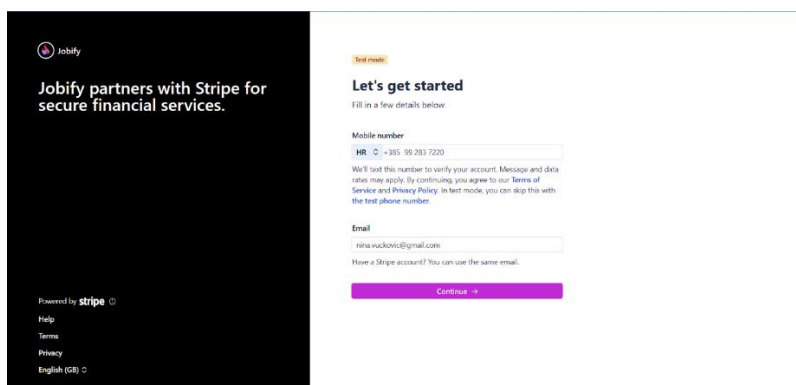 Jobify
Jobify partners with Stripe for
secure financial services.
Powered by stripe
Help
Terms
Privacy
English (GB)
Test mode
Let's get started
Fill in a few details below.
Mobile number
HR +385 99 283 7220
We'll text this number to verify your account. Message and data
rates may apply. By continuing, you agree to our Terms of
Service and Privacy Policy. In test mode, you can skip this with
the test phone number.
Email
nina.vuckovic@gmail.com
Have a Stripe account? You can use the same email.
Continue →